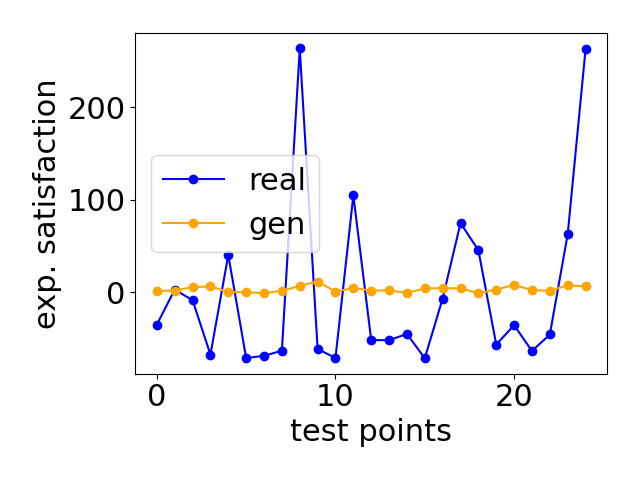 exp. satisfaction
200
100
0
real
gen
0 10 20
test points